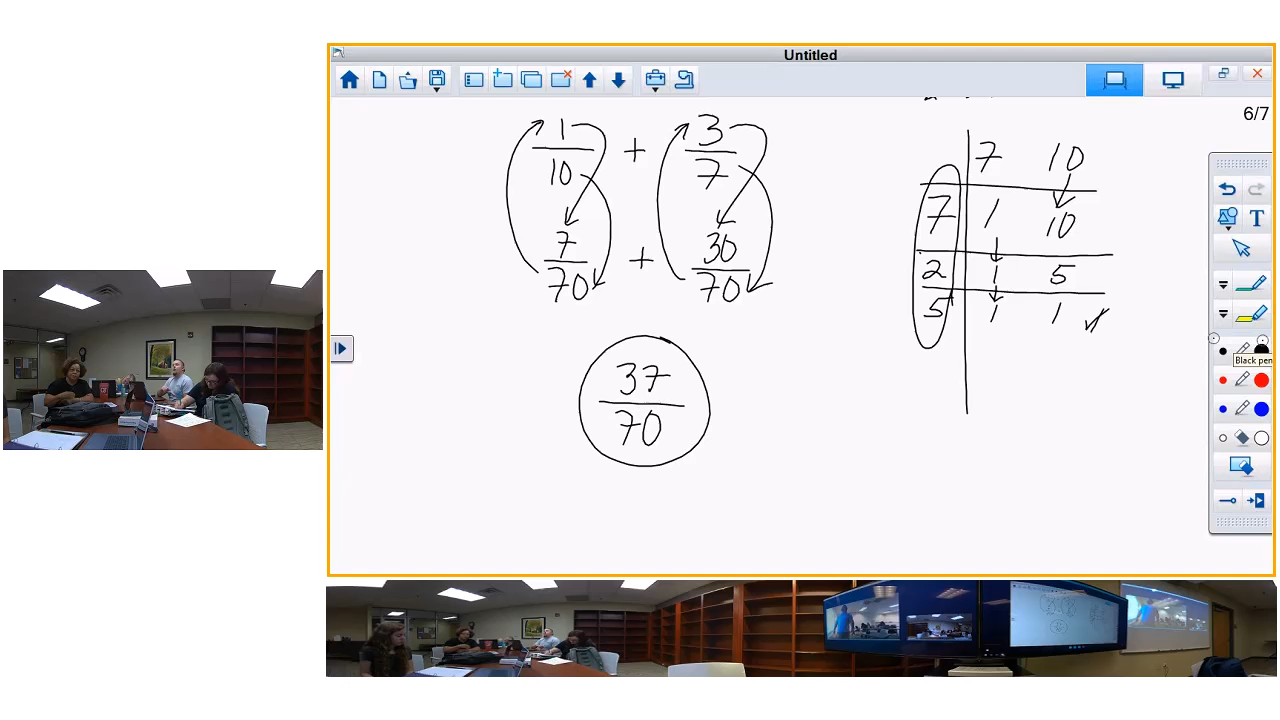 Untitled
6/7
1/10 + 3/7
7/70 + 30/70
37/70
7 10
7 1 10
2 1 5
5 1 1 ✓
T
Black pen